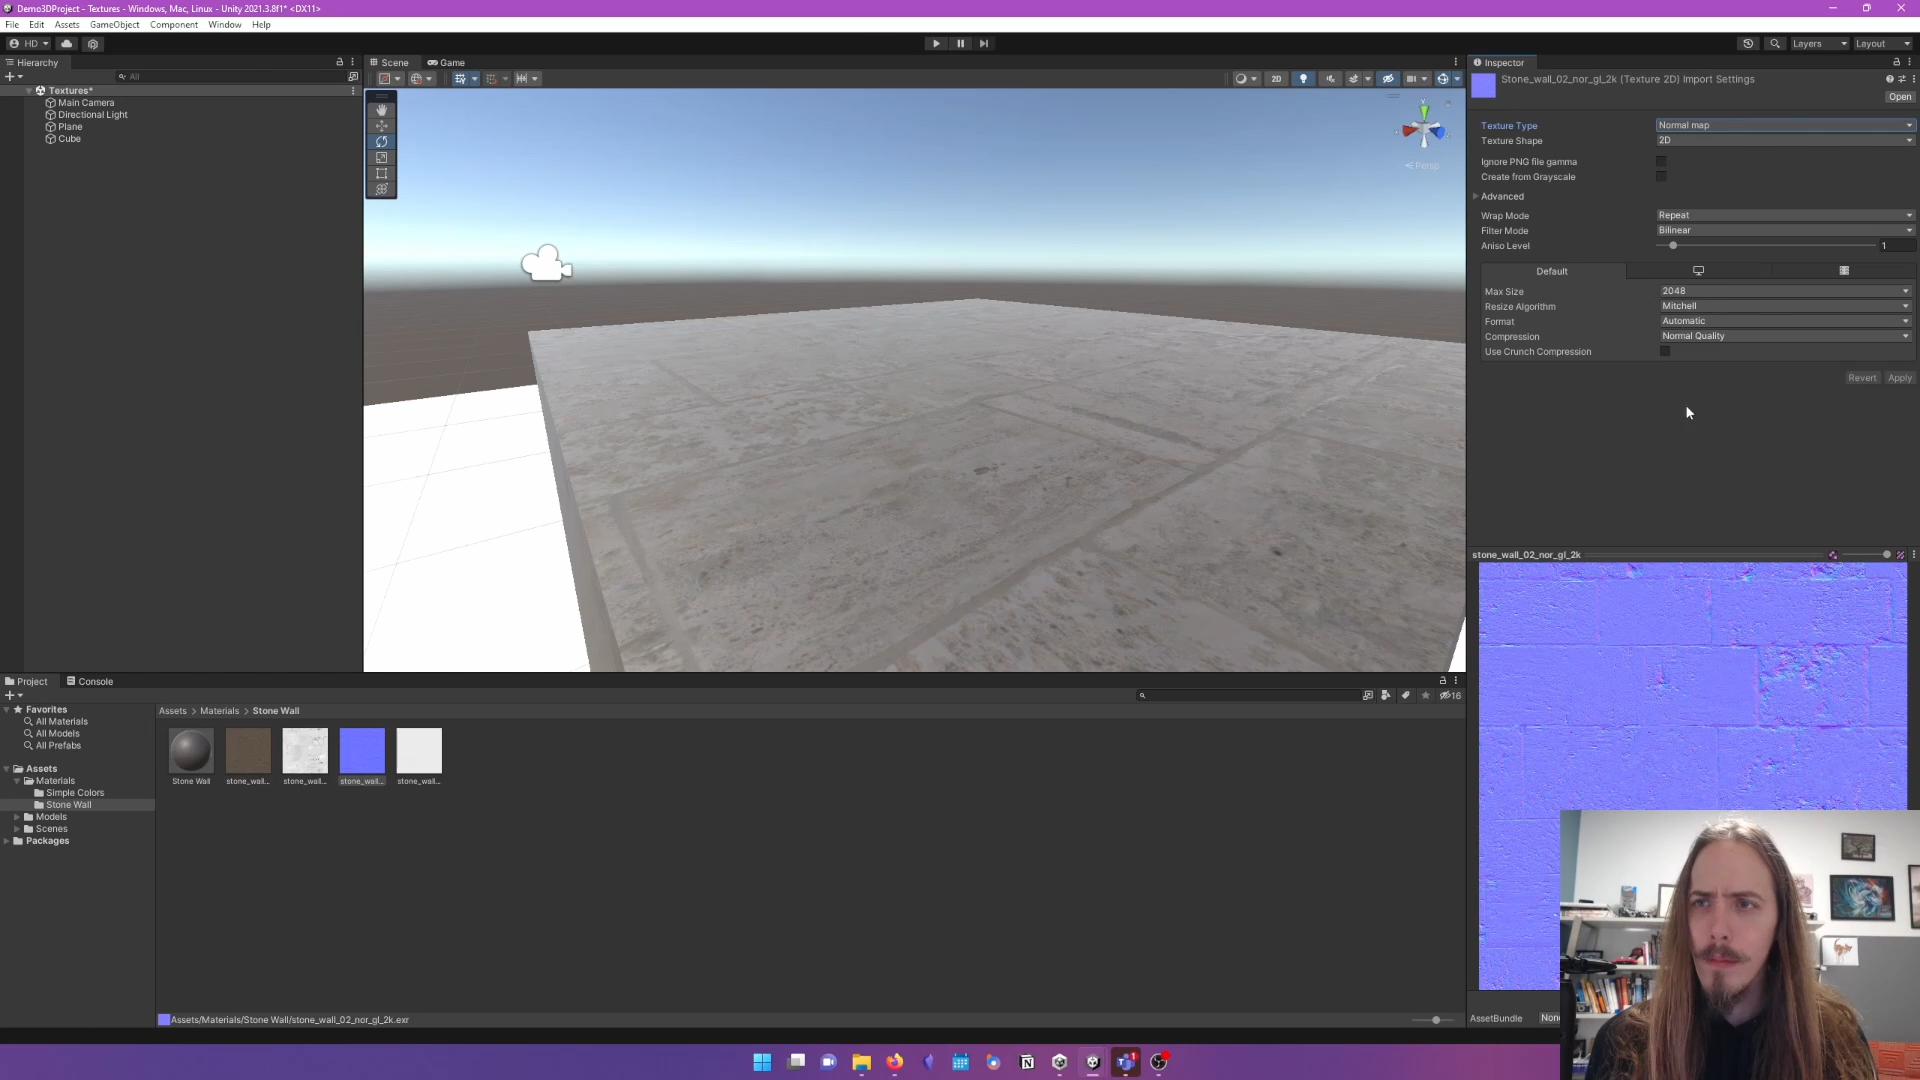 Demo3DProject - Textures - Windows, Mac, Linux - Unity 2021.3.8f1* <DX11>
File Edit Assets GameObject Component Window Help
HD
Layers
Layout
Hierarchy
All
Textures*
Main Camera
Directional Light
Plane
Cube
Scene
Game
2D
y
Persp
Inspector
Stone_wall_02_nor_gl_2k (Texture 2D) Import Settings
Open
Texture Type Normal map
Texture Shape 2D
Ignore PNG file gamma
Create from Grayscale
Advanced
Wrap Mode Repeat
Filter Mode Bilinear
Aniso Level 1
Default
Max Size 2048
Resize Algorithm Mitchell
Format Automatic
Compression Normal Quality
Use Crunch Compression
Revert Apply
stone_wall_02_nor_gl_2k
AssetBundle
Project
Console
16
Favorites
All Materials
All Models
All Prefabs
Assets
Materials
Simple Colors
Stone Wall
Models
Scenes
Packages
Assets > Materials > Stone Wall
Stone Wall
stone_wall...
stone_wall...
stone_wall...
stone_wall...
Assets/Materials/Stone Wall/stone_wall_02_nor_gl_2k.exr